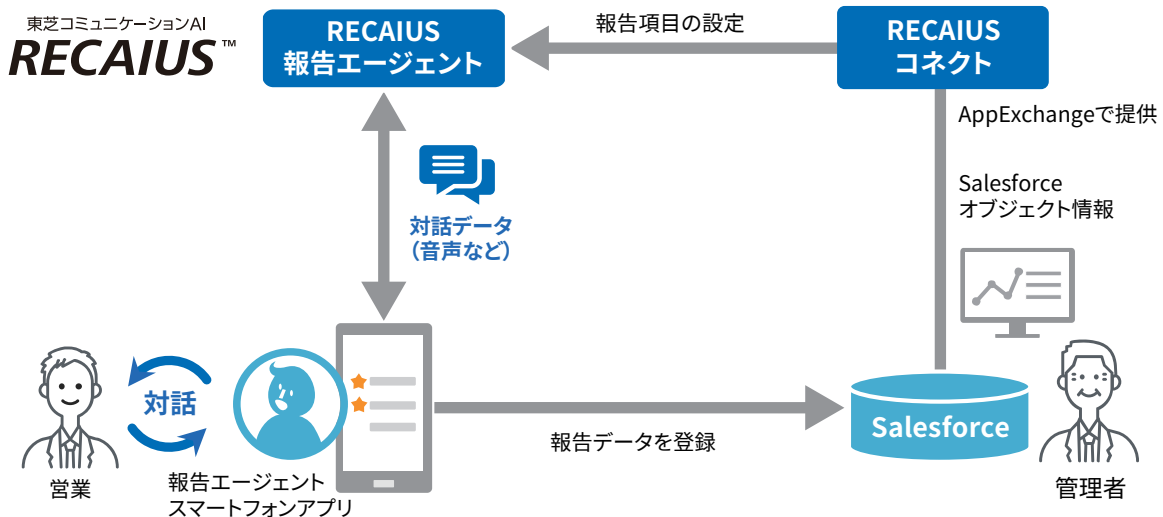 東芝コミュニケーションAI
RECAIUS™
RECAIUS
報告エージェント
報告項目の設定
RECAIUS
コネクト
AppExchangeで提供
Salesforce
オブジェクト情報
対話データ
（音声など）
対話
営業
報告エージェント
スマートフォンアプリ
報告データを登録
Salesforce
管理者